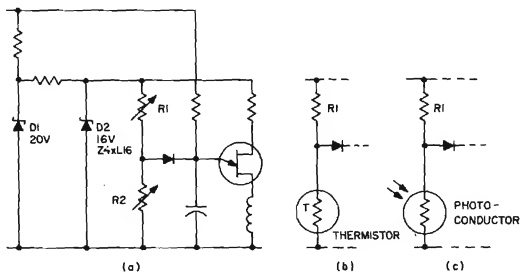 R1
D1
20V
D2
16V
Z4xL16
R2
(a)
R1
T
THERMISTOR
(b)
R1
PHOTO-
CONDUCTOR
(c)